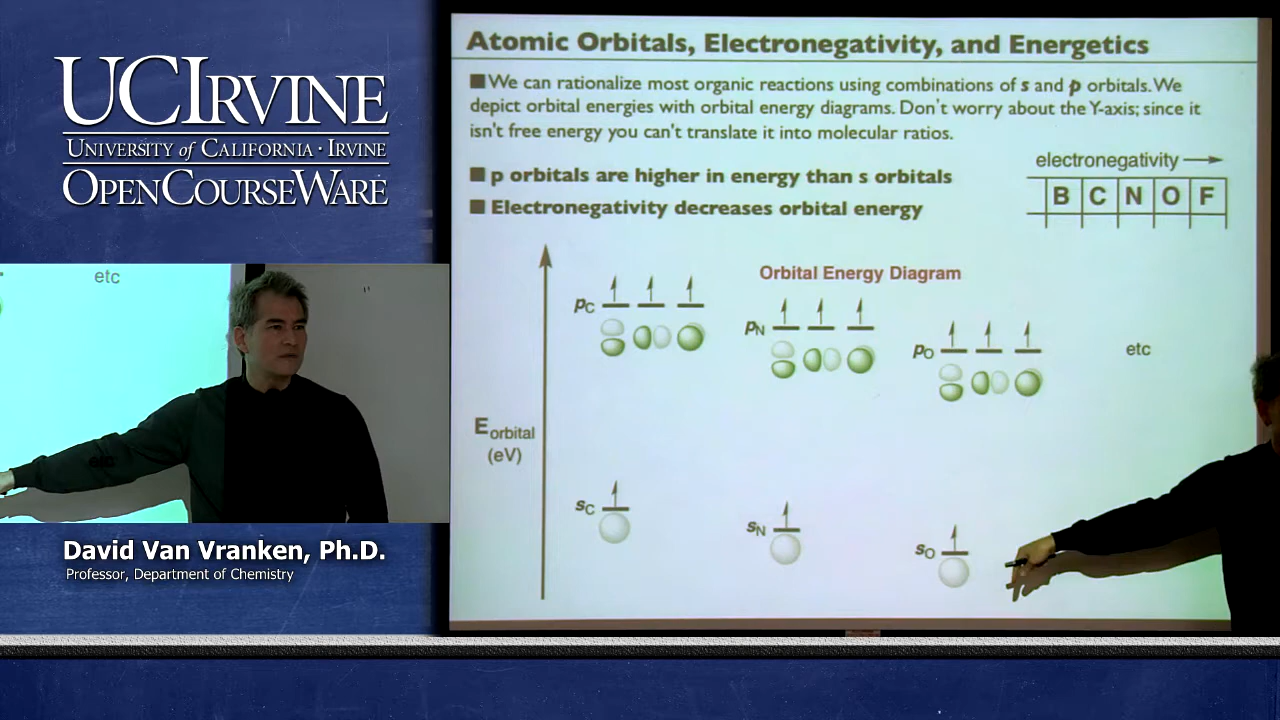 UCIRVINE
UNIVERSITY of CALIFORNIA · IRVINE
OPENCOURSEWARE
etc
David Van Vranken, Ph.D.
Professor, Department of Chemistry
Atomic Orbitals, Electronegativity, and Energetics
■ We can rationalize most organic reactions using combinations of s and p orbitals. We
depict orbital energies with orbital energy diagrams. Don't worry about the Y-axis; since it
isn't free energy you can't translate it into molecular ratios.
■ p orbitals are higher in energy than s orbitals
■ Electronegativity decreases orbital energy
electronegativity →
B C N O F
Orbital Energy Diagram
pC
pN
pO
etc
Eorbital
(eV)
sC
sN
sO